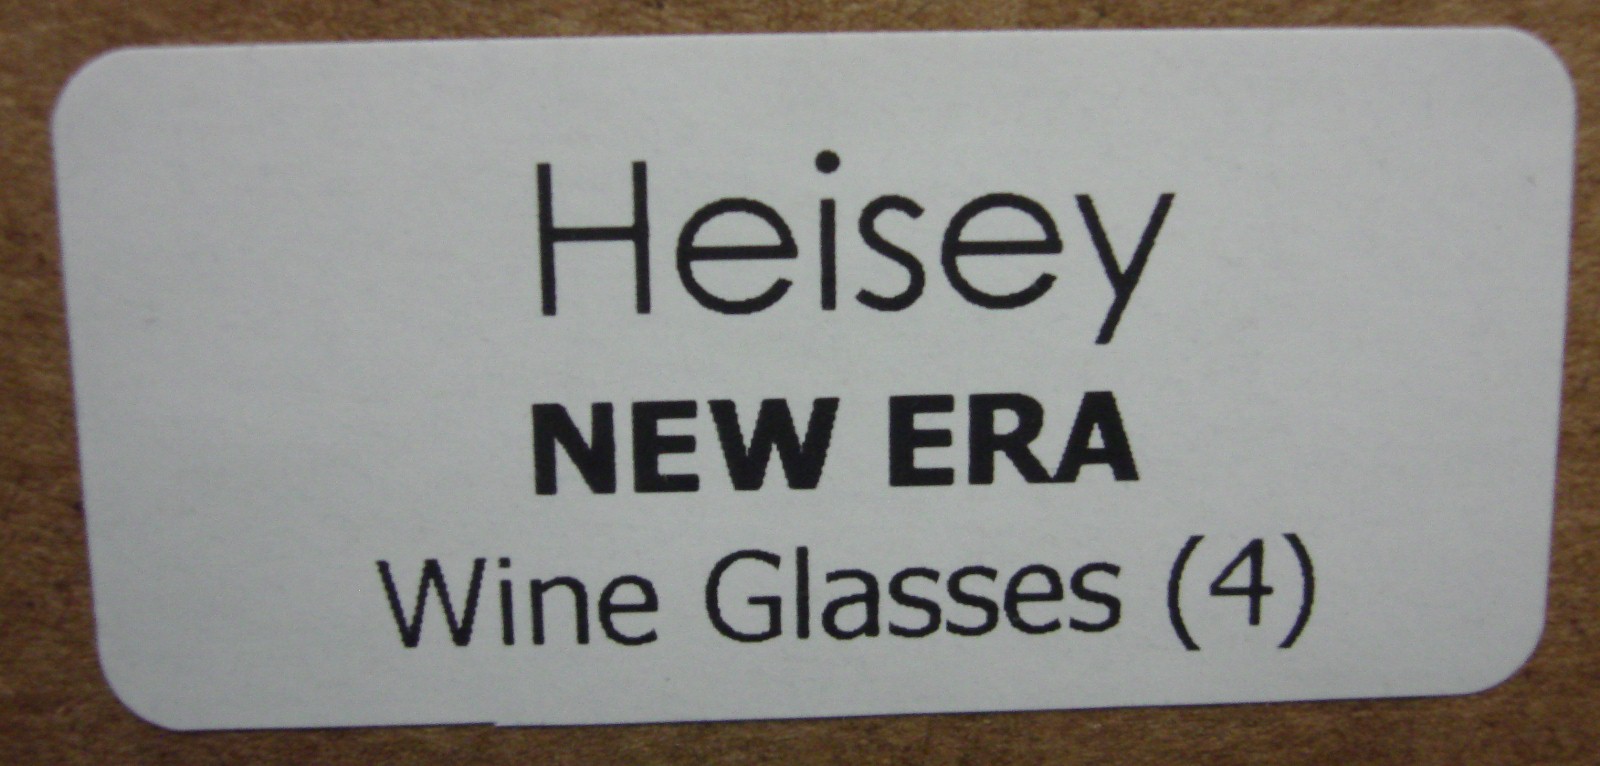 Heisey
NEW ERA
Wine Glasses (4)